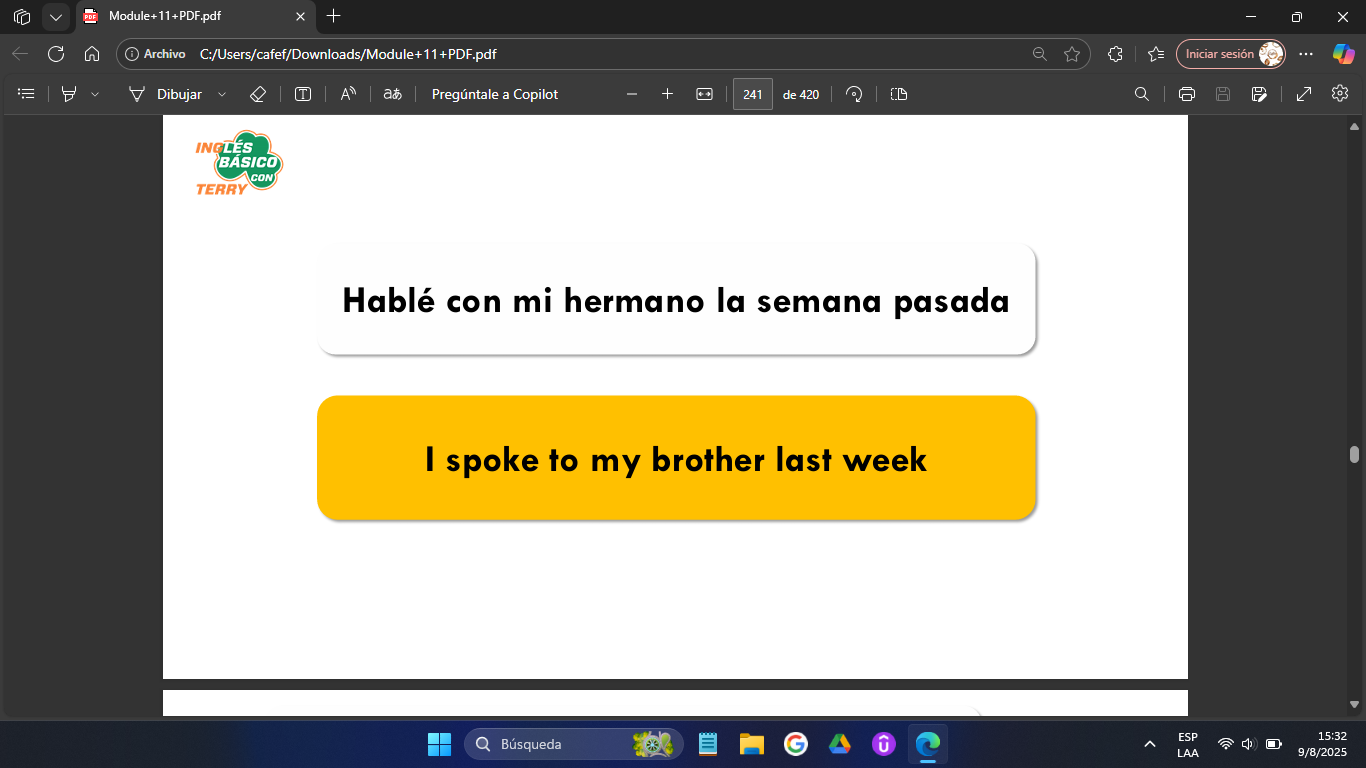 Module+11+PDF.pdf
Archivo C:/Users/cafef/Downloads/Module+11+PDF.pdf
Iniciar sesión
Dibujar
Pregúntale a Copilot
241 de 420
INGLÉS
BÁSICO
CON
TERRY
Hablé con mi hermano la semana pasada
I spoke to my brother last week
Búsqueda
ESP
LAA
15:32
9/8/2025